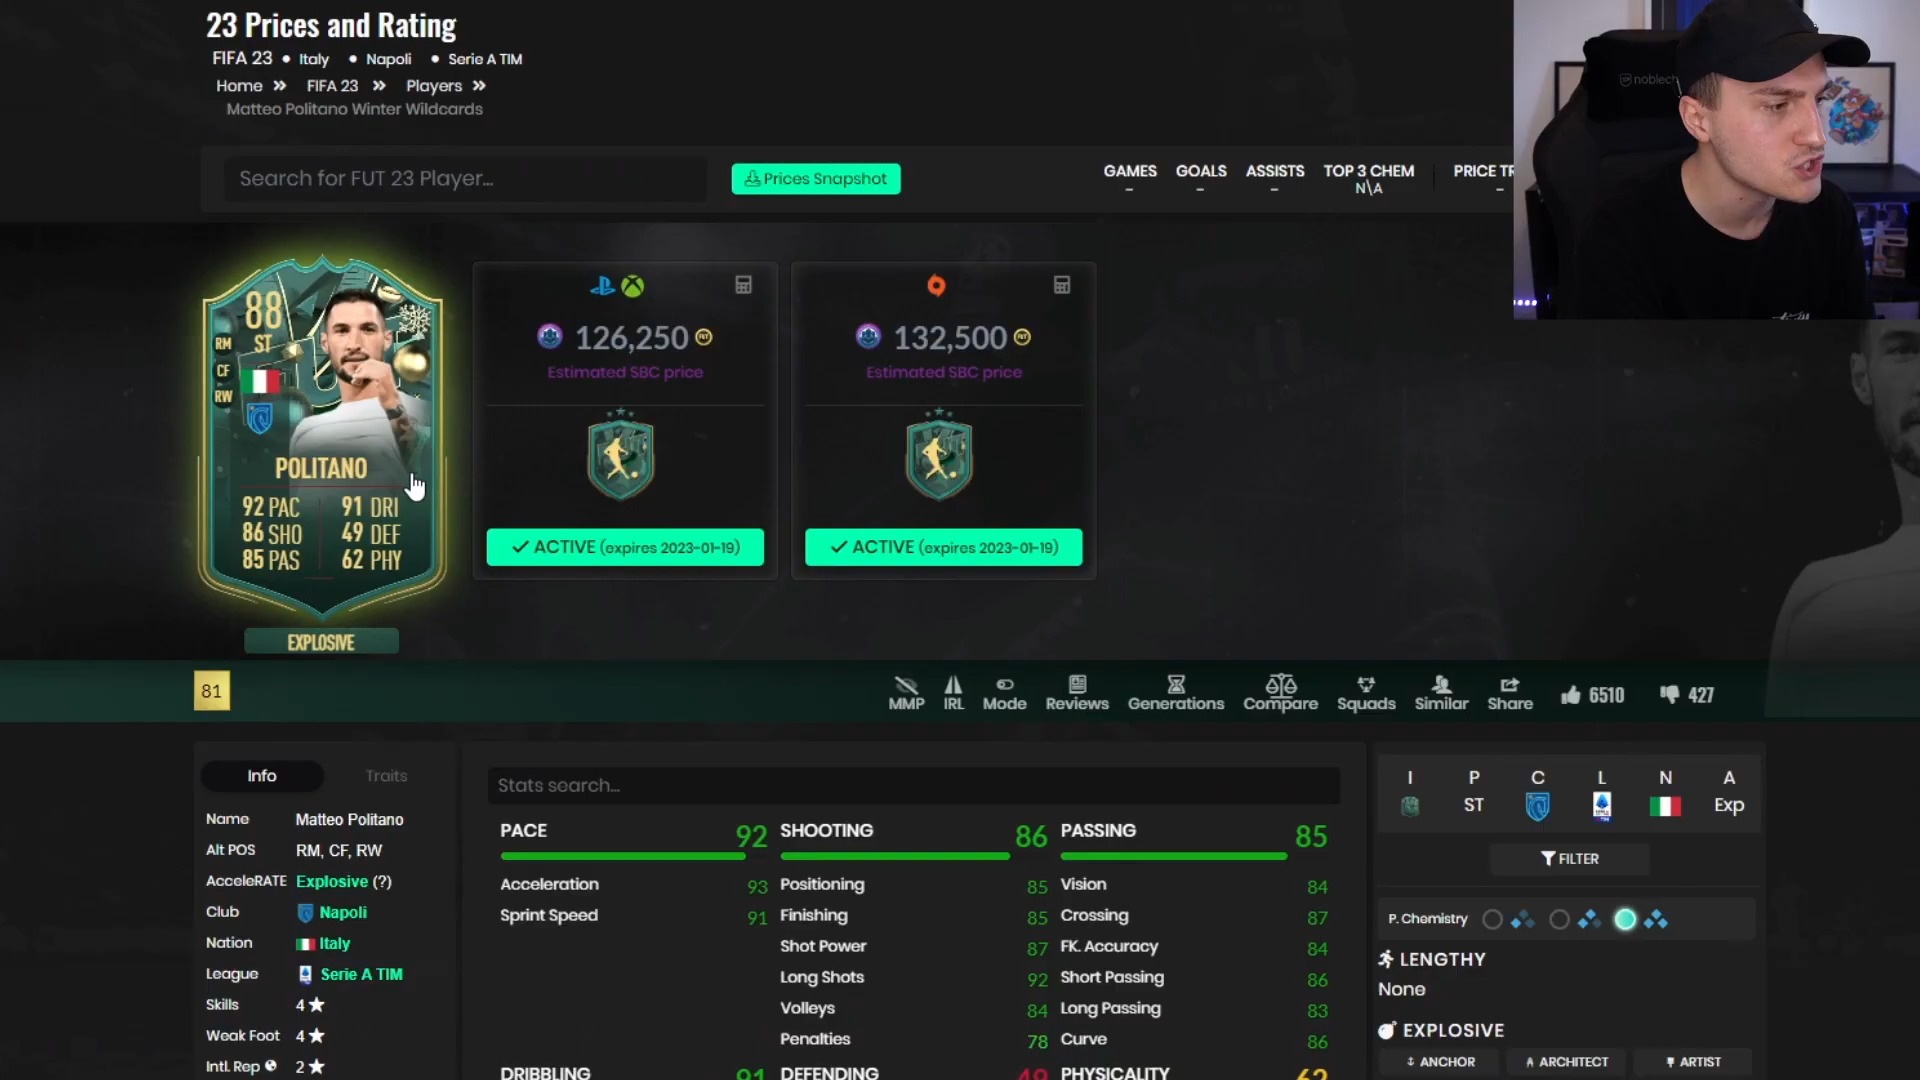 23 Prices and Rating
FIFA 23 • Italy • Napoli • Serie A TIM
Home » FIFA 23 » Players »
Matteo Politano Winter Wildcards
Search for FUT 23 Player...
Prices Snapshot
GAMES GOALS ASSISTS TOP 3 CHEM PRICE TR
- - - N\A -
noblech
88
ST
RM
CF
RW
POLITANO
92 PAC 91 DRI
86 SHO 49 DEF
85 PAS 62 PHY
EXPLOSIVE
126,250
Estimated SBC price
ACTIVE (expires 2023-01-19)
132,500
Estimated SBC price
ACTIVE (expires 2023-01-19)
81
MMP IRL Mode Reviews Generations Compare Squads Similar Share 6510 427
Info Traits
Name Matteo Politano
Alt POS RM, CF, RW
AcceleRATE Explosive (?)
Club Napoli
Nation Italy
League Serie A TIM
Skills 4
Weak Foot 4
Intl. Rep 2
Stats search...
PACE 92
Acceleration 93
Sprint Speed 91
SHOOTING 86
Positioning 85
Finishing 85
Shot Power 87
Long Shots 92
Volleys 84
Penalties 78
PASSING 85
Vision 84
Crossing 87
FK. Accuracy 84
Short Passing 86
Long Passing 83
Curve 86
DRIBBLING 91 DEFENDING 49 PHYSICALITY 62
I P C L N A
ST Exp
FILTER
P. Chemistry
LENGTHY
None
EXPLOSIVE
ANCHOR ARCHITECT ARTIST